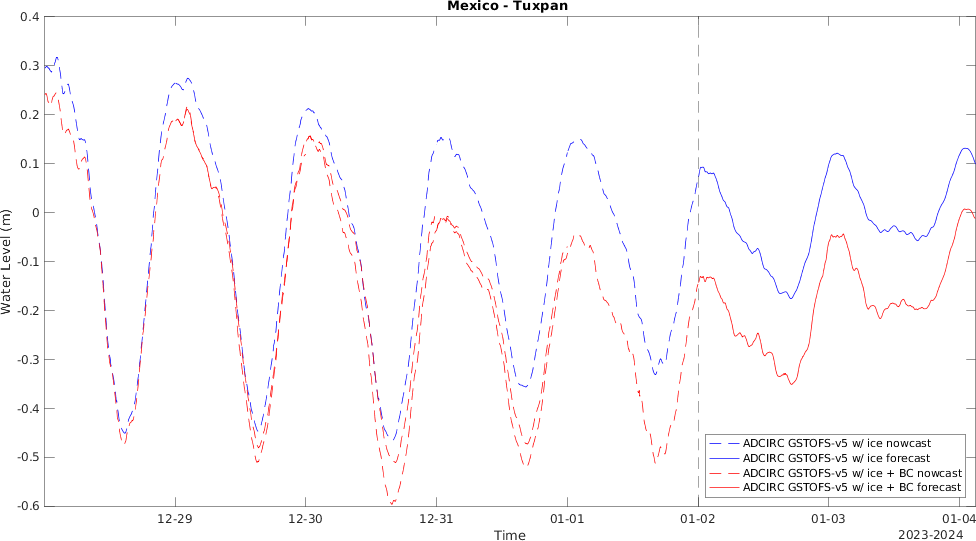 Mexico - Tuxpan
0.4
0.3
0.2
0.1
0
-0.1
-0.2
-0.3
-0.4
-0.5
-0.6
Water Level (m)
12-29
12-30
12-31
01-01
01-02
01-03
01-04
Time
2023-2024
ADCIRC GSTOFS-v5 w/ ice nowcast
ADCIRC GSTOFS-v5 w/ ice forecast
ADCIRC GSTOFS-v5 w/ ice + BC nowcast
ADCIRC GSTOFS-v5 w/ ice + BC forecast